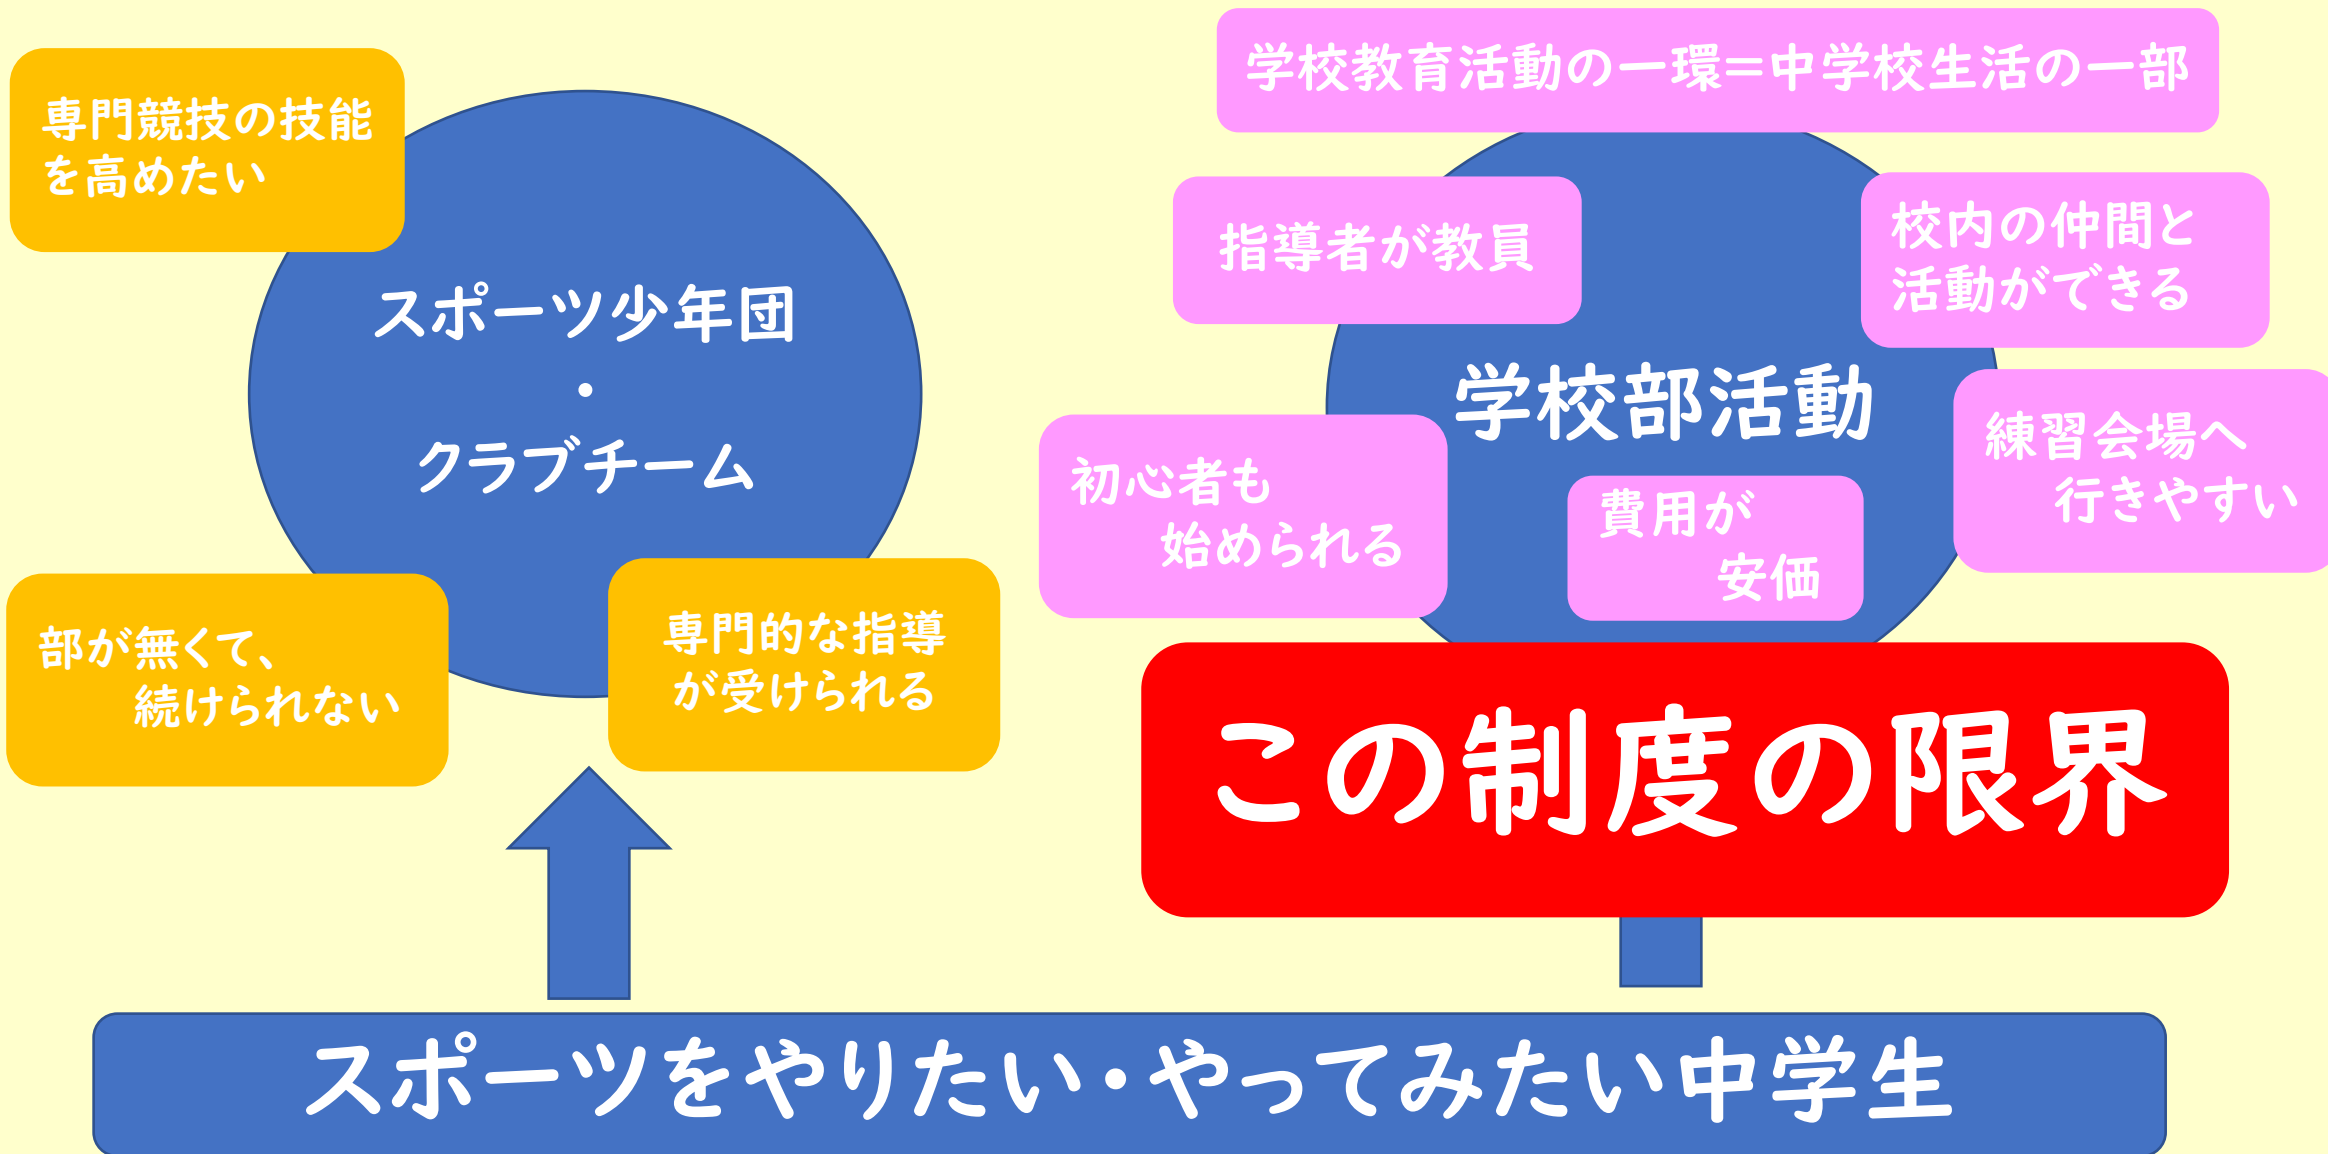 専門競技の技能
を高めたい
スポーツ少年団
・
クラブチーム
部が無くて、
続けられない
専門的な指導
が受けられる
学校教育活動の一環=中学校生活の一部
指導者が教員
校内の仲間と
活動ができる
学校部活動
初心者も
始められる
費用が
安価
練習会場へ
行きやすい
この制度の限界
スポーツをやりたい・やってみたい中学生